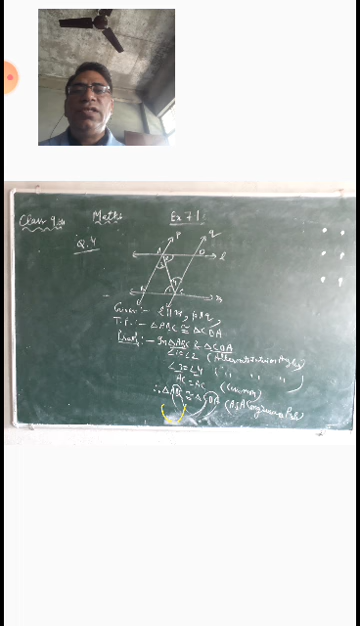 Class 9th Maths Ex 7.1
Q.4
P q
A D l
B C m
Given:- l || m, p || q
T.P:- △ABC ≅ △CDA
Proof:- In △ABC & △CDA
∠1=∠2 (Alternate Interior Angles)
∠3=∠4 ( " " " )
AC=AC (Common)
∴ △ABC ≅ △CDA (ASA Congruence Rule)